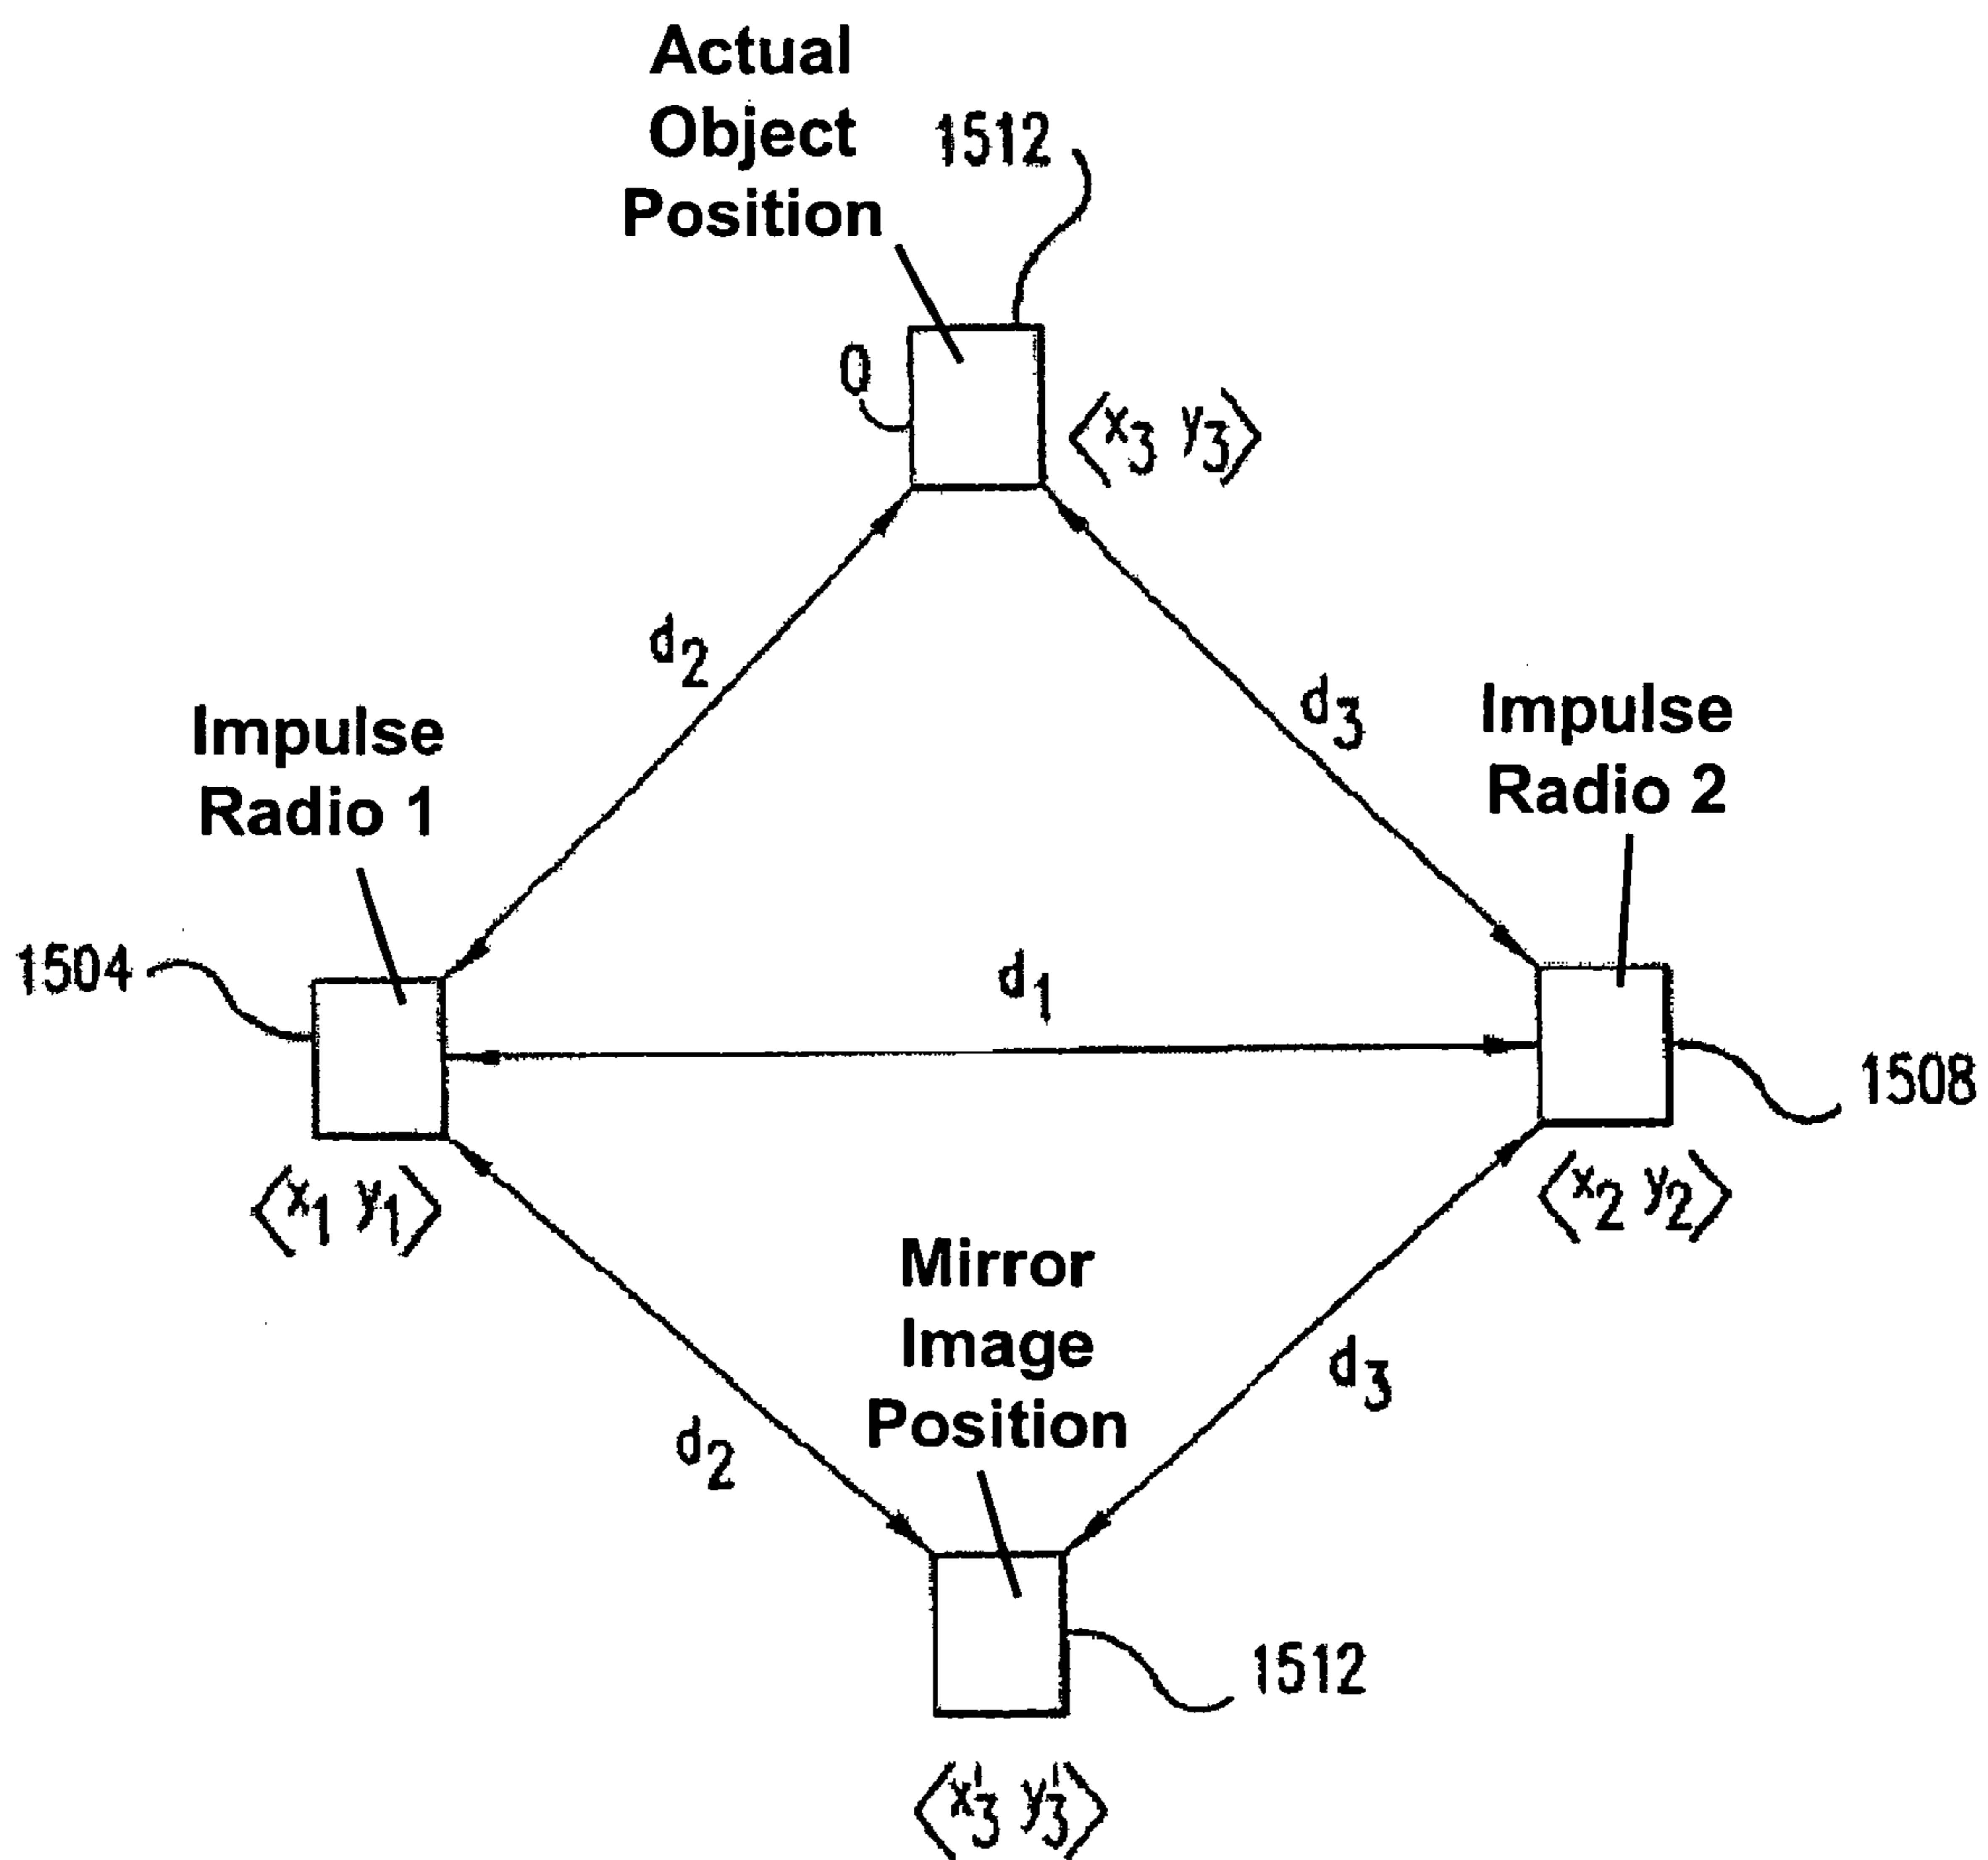 Actual
Object
Position
1512
0
⟨x3 y3⟩
d2
d3
Impulse
Radio 1
Impulse
Radio 2
1504
d1
1508
⟨x1 y1⟩
⟨x2 y2⟩
Mirror
Image
Position
d2
d3
1512
⟨x'3 y'3⟩